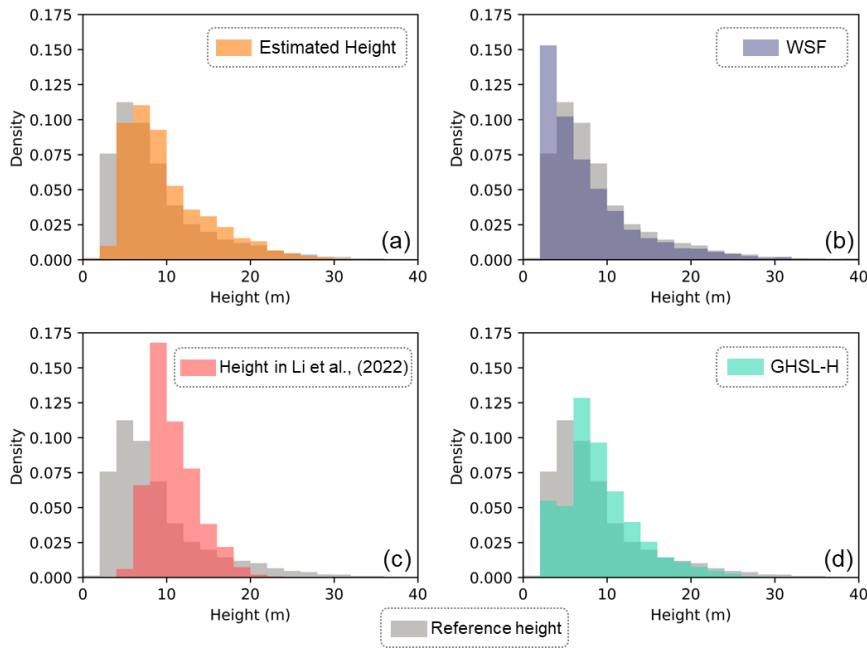 0.175
0.150
0.125
0.100
0.075
0.050
0.025
0.000
Density
Estimated Height
(a)
0 10 20 30 40
Height (m)
0.175
0.150
0.125
0.100
0.075
0.050
0.025
0.000
Density
WSF
(b)
0 10 20 30 40
Height (m)
0.175
0.150
0.125
0.100
0.075
0.050
0.025
0.000
Density
Height in Li et al., (2022)
(c)
0 10 20 30 40
Height (m)
0.175
0.150
0.125
0.100
0.075
0.050
0.025
0.000
Density
GHSL-H
(d)
0 10 20 30 40
Height (m)
Reference height